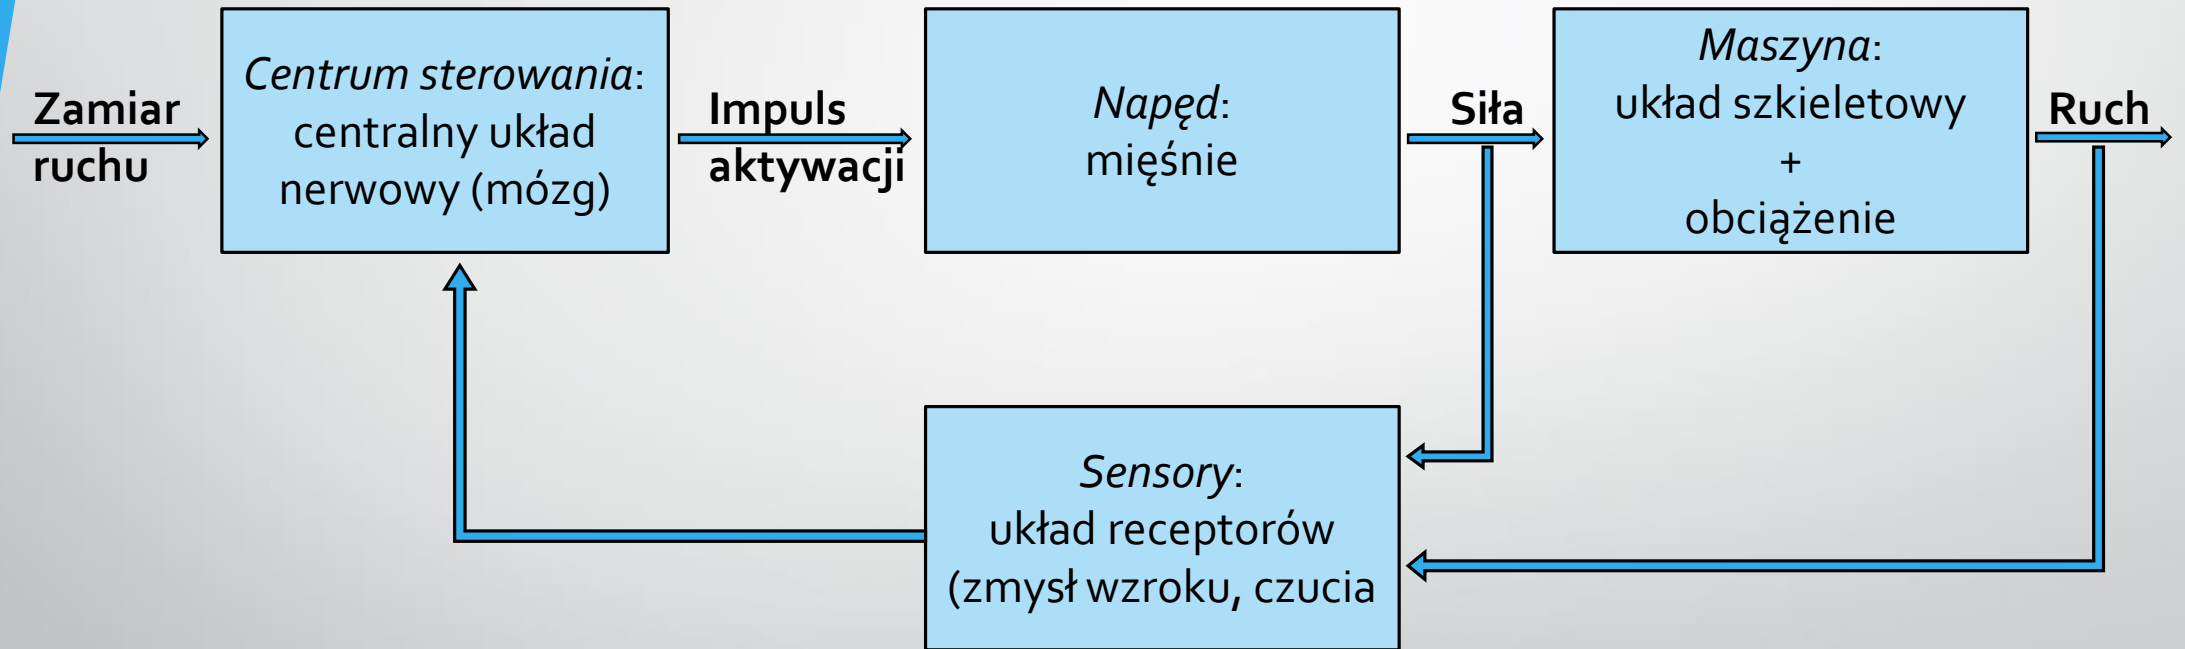 Zamiar
ruchu
Centrum sterowania:
centralny układ
nerwowy (mózg)
Impuls
aktywacji
Napęd:
mięśnie
Siła
Maszyna:
układ szkieletowy
+
obciążenie
Ruch
Sensory:
układ receptorów
(zmysł wzroku, czucia